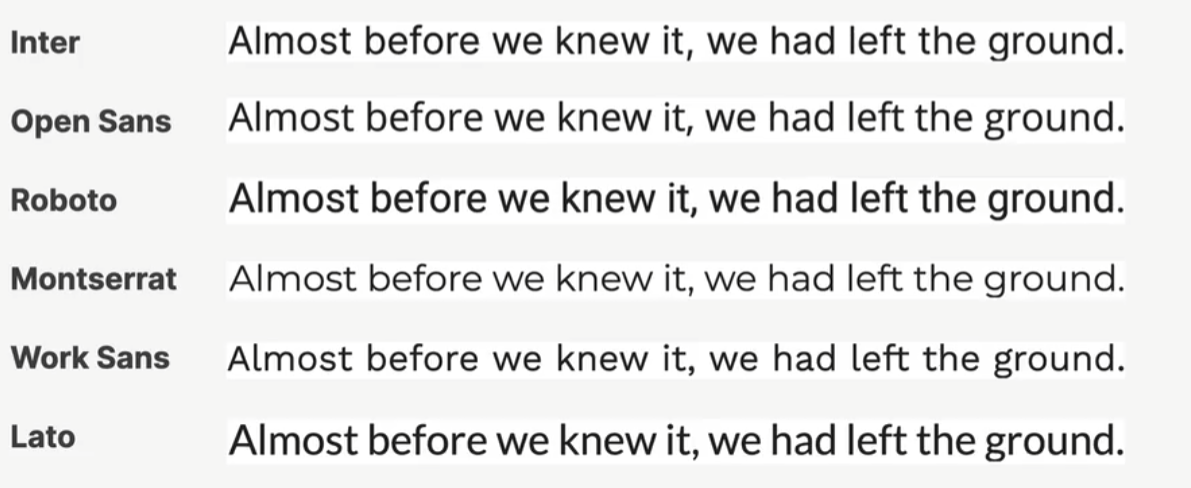 Inter Almost before we knew it, we had left the ground.
Open Sans Almost before we knew it, we had left the ground.
Roboto Almost before we knew it, we had left the ground.
Montserrat Almost before we knew it, we had left the ground.
Work Sans Almost before we knew it, we had left the ground.
Lato Almost before we knew it, we had left the ground.